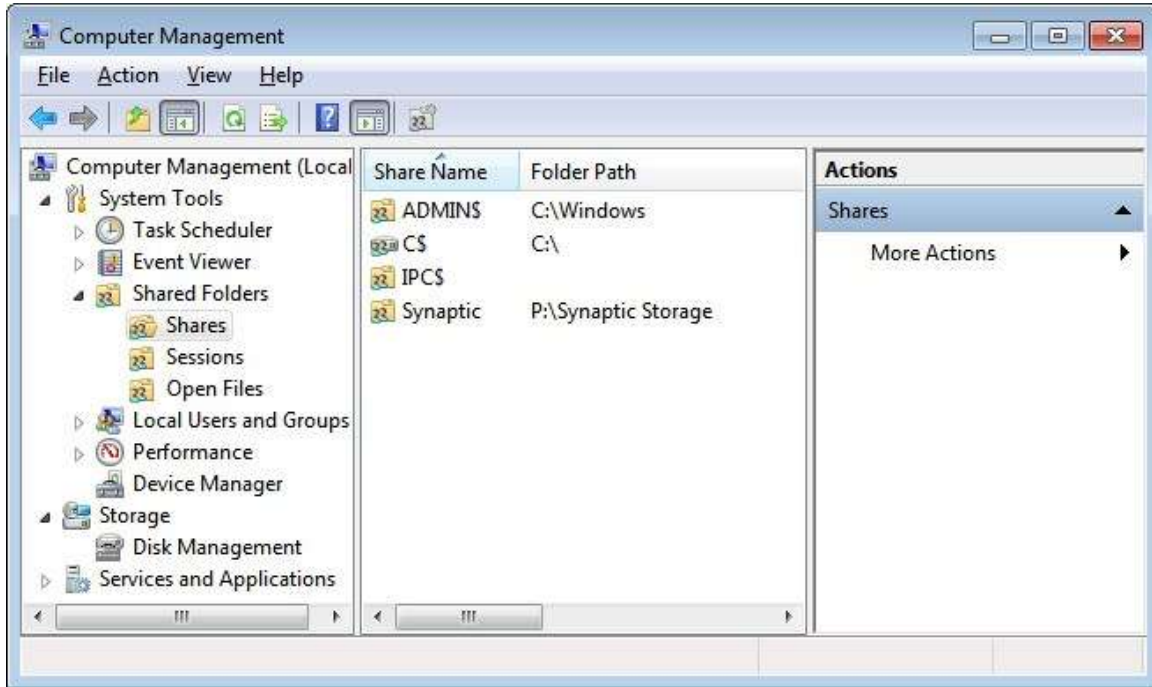 Computer Management
File Action View Help
Computer Management (Local
System Tools
Task Scheduler
Event Viewer
Shared Folders
Shares
Sessions
Open Files
Local Users and Groups
Performance
Device Manager
Storage
Disk Management
Services and Applications
Share Name Folder Path
ADMIN$ C:\Windows
C$ C:\
IPC$
Synaptic P:\Synaptic Storage
Actions
Shares
More Actions